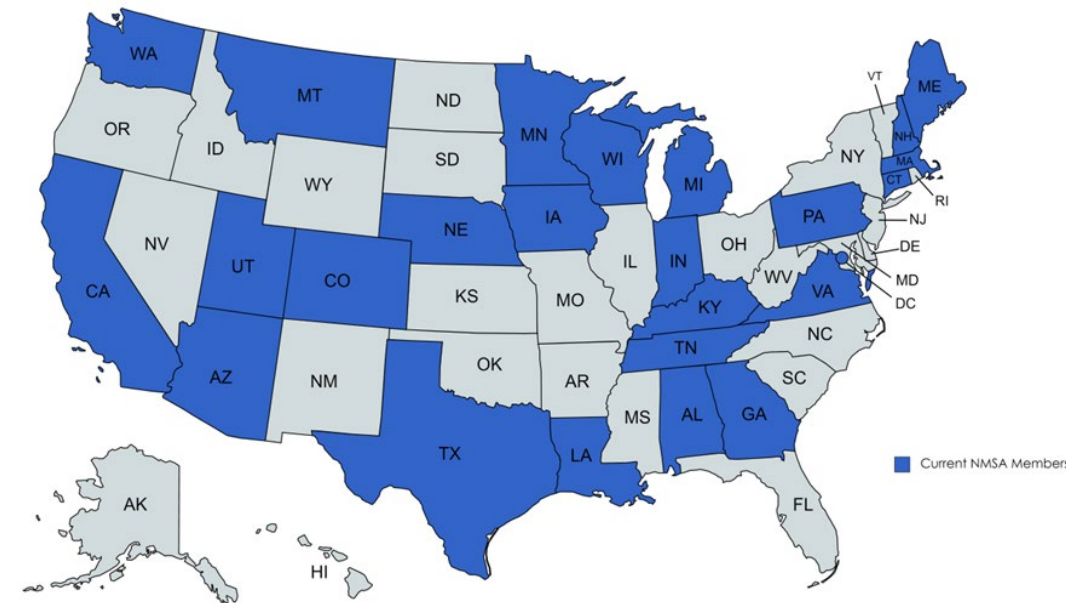 WA
MT
ND
MN
VT
ME
OR
ID
SD
WI
NH
NY
MA
WY
MI
CT
RI
IA
PA
NJ
NE
NV
OH
DE
UT
IL
IN
CO
WV
MD
CA
KS
MO
VA
DC
KY
TN
NC
OK
AZ
NM
AR
SC
MS
AL
GA
TX
LA
Current NMSA Members
AK
FL
HI